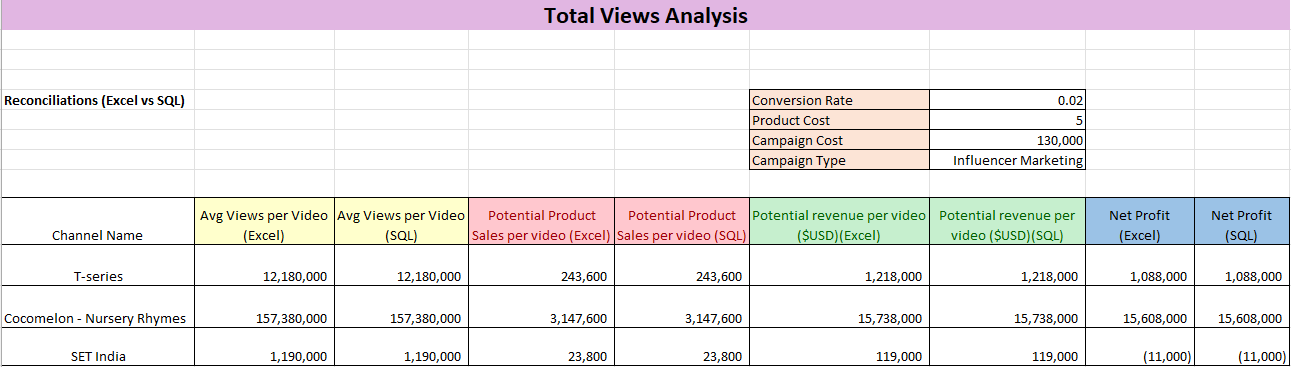 Total Views Analysis
Reconciliations (Excel vs SQL)
Conversion Rate 0.02
Product Cost 5
Campaign Cost 130,000
Campaign Type Influencer Marketing
Channel Name Avg Views per Video (Excel) Avg Views per Video (SQL) Potential Product Sales per video (Excel) Potential Product Sales per video (SQL) Potential revenue per video ($USD)(Excel) Potential revenue per video ($USD)(SQL) Net Profit (Excel) Net Profit (SQL)
T-series 12,180,000 12,180,000 243,600 243,600 1,218,000 1,218,000 1,088,000 1,088,000
Cocomelon - Nursery Rhymes 157,380,000 157,380,000 3,147,600 3,147,600 15,738,000 15,738,000 15,608,000 15,608,000
SET India 1,190,000 1,190,000 23,800 23,800 119,000 119,000 (11,000) (11,000)